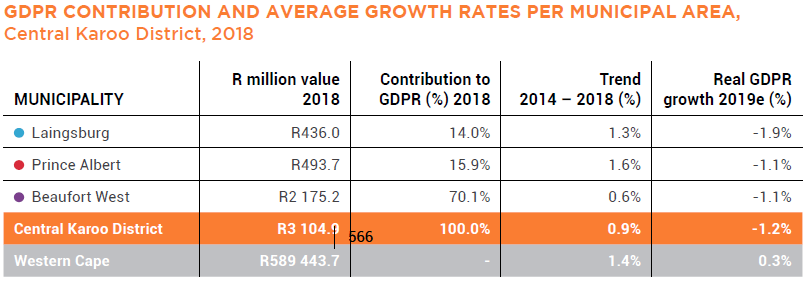 GDPR CONTRIBUTION AND AVERAGE GROWTH RATES PER MUNICIPAL AREA,
Central Karoo District, 2018
MUNICIPALITY R million value 2018 Contribution to GDPR (%) 2018 Trend 2014 – 2018 (%) Real GDPR growth 2019e (%)
Laingsburg R436.0 14.0% 1.3% -1.9%
Prince Albert R493.7 15.9% 1.6% -1.1%
Beaufort West R2 175.2 70.1% 0.6% -1.1%
Central Karoo District R3 104.9 100.0% 0.9% -1.2%
566
Western Cape R589 443.7 - 1.4% 0.3%